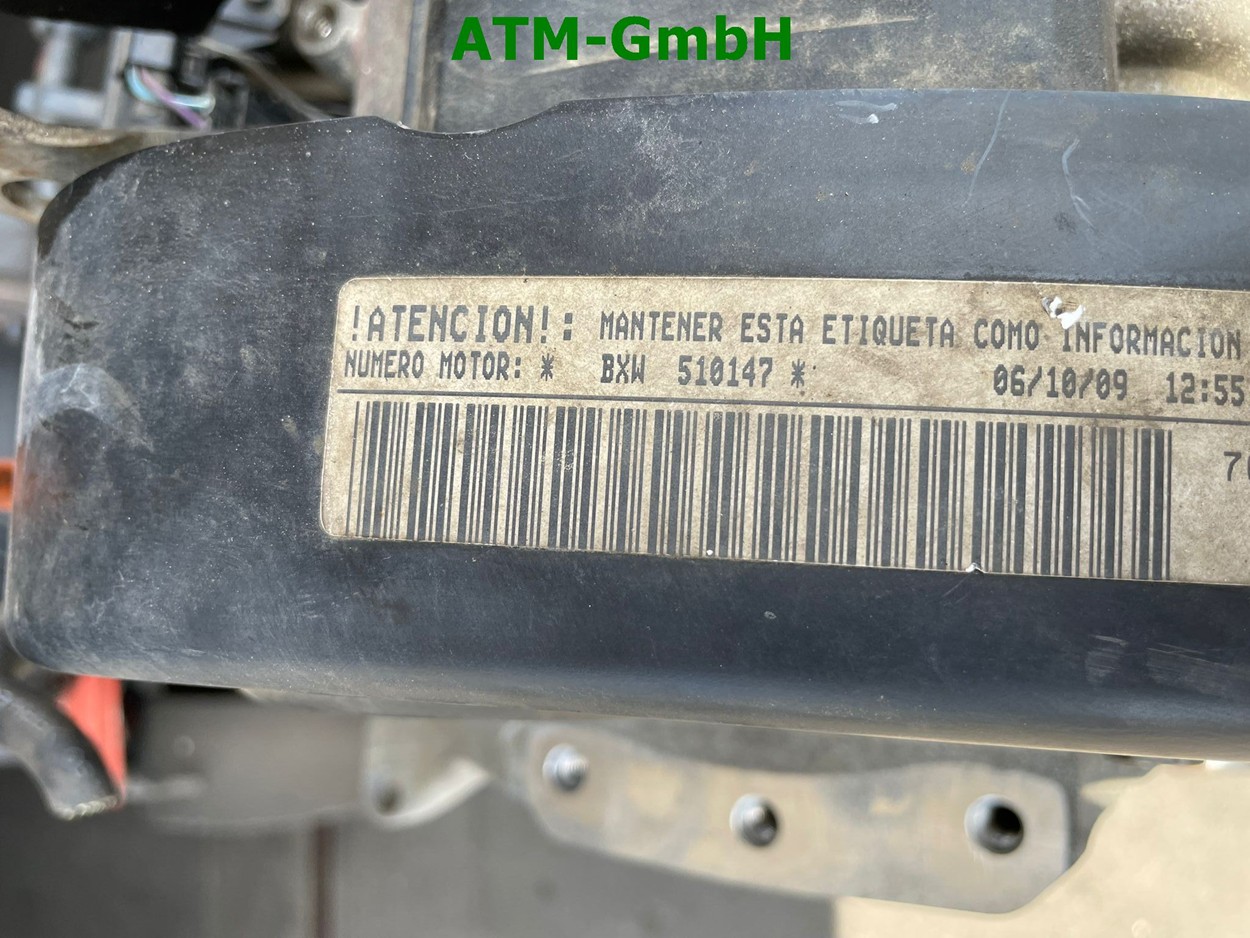 ATM-GmbH
!ATENCION!: MANTENER ESTA ETIQUETA COMO INFORMACION
NUMERO MOTOR: * BXW 510147 * 06/10/09 12:55